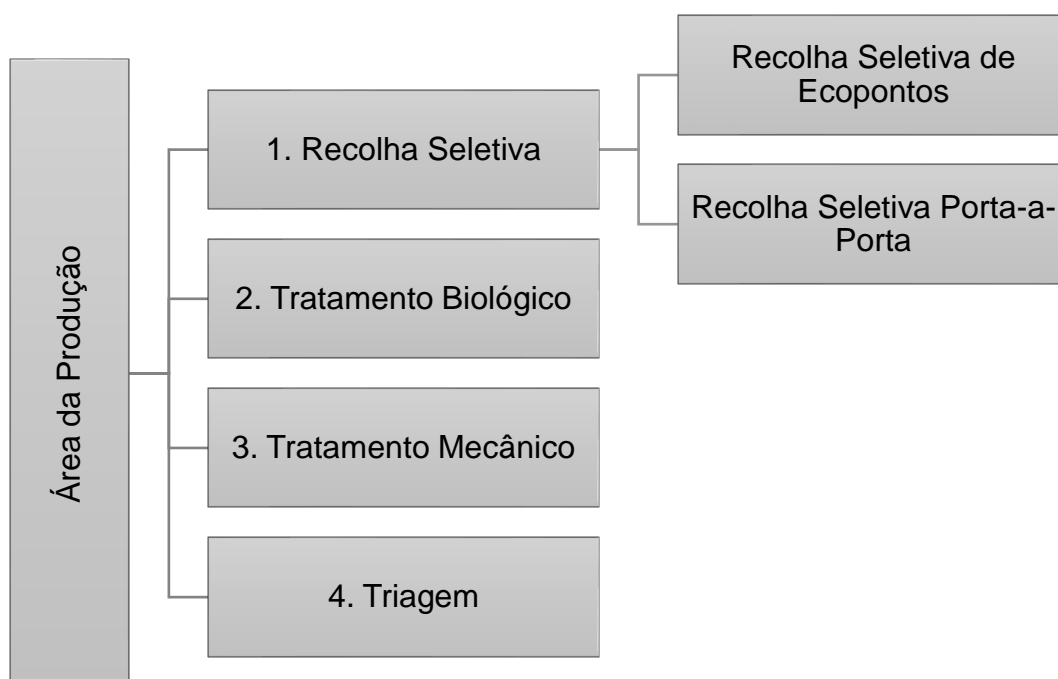 Área da Produção
1. Recolha Seletiva
Recolha Seletiva de
Ecopontos
Recolha Seletiva Porta-a-
Porta
2. Tratamento Biológico
3. Tratamento Mecânico
4. Triagem